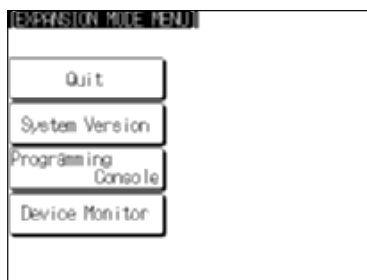 [EXPANSION MODE MENU]
Quit
System Version
Programming
Console
Device Monitor